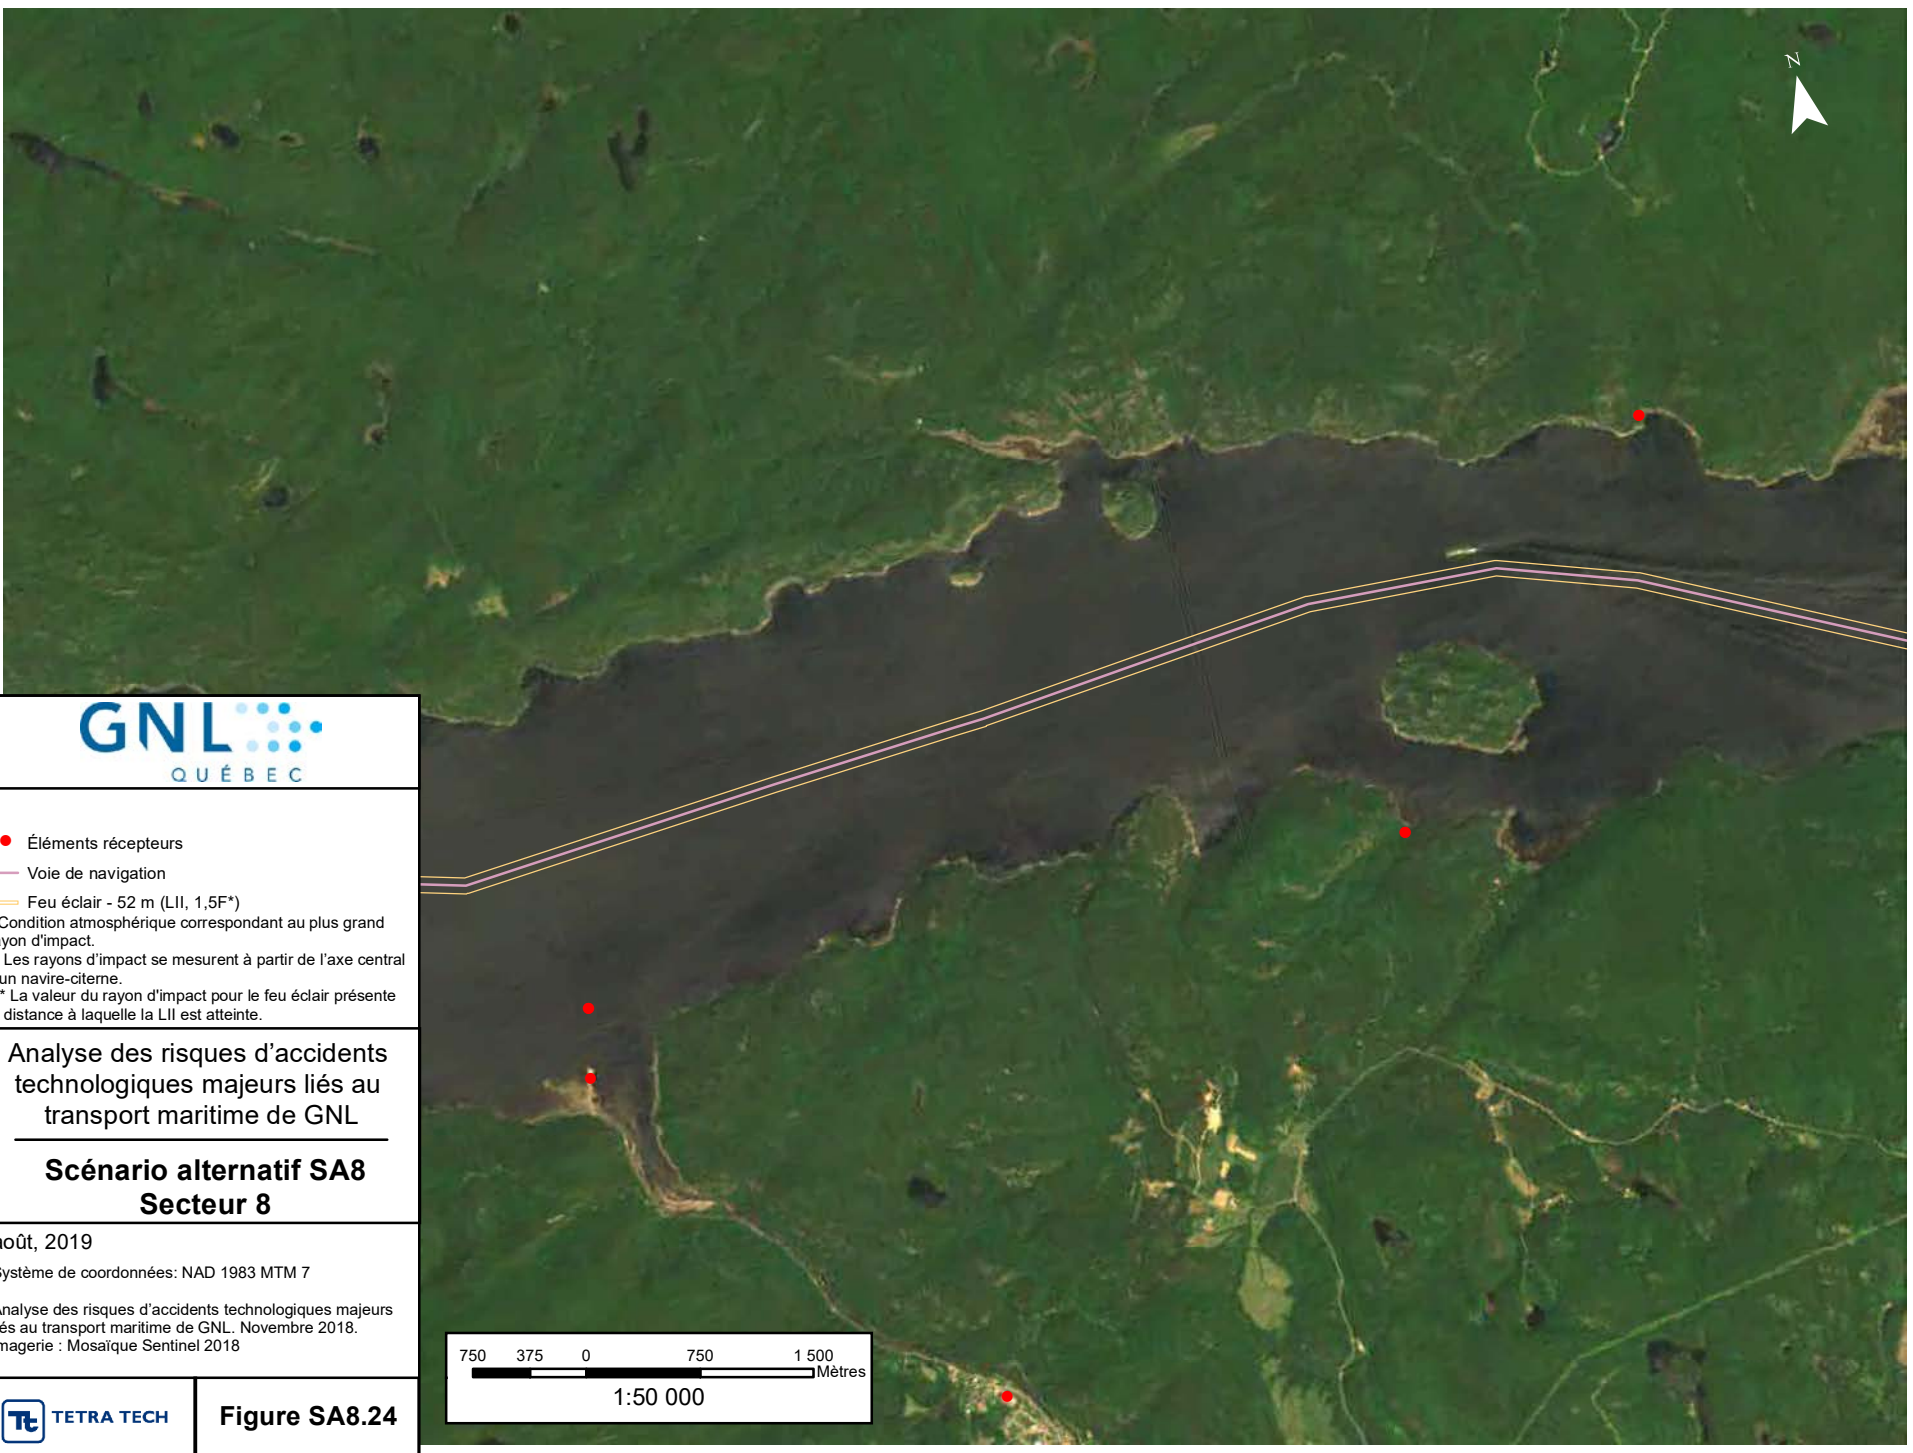 N
GNL
QUÉBEC
Éléments récepteurs
Voie de navigation
Feu éclair - 52 m (LII, 1,5F*)
Condition atmosphérique correspondant au plus grand
yon d'impact.
Les rayons d’impact se mesurent à partir de l’axe central
un navire-citerne.
* La valeur du rayon d'impact pour le feu éclair présente
distance à laquelle la LII est atteinte.
Analyse des risques d’accidents
technologiques majeurs liés au
transport maritime de GNL
Scénario alternatif SA8
Secteur 8
août, 2019
Système de coordonnées: NAD 1983 MTM 7
Analyse des risques d’accidents technologiques majeurs
és au transport maritime de GNL. Novembre 2018.
magerie : Mosaïque Sentinel 2018
Tt TETRA TECH
Figure SA8.24
750 375 0 750 1 500
Mètres
1:50 000